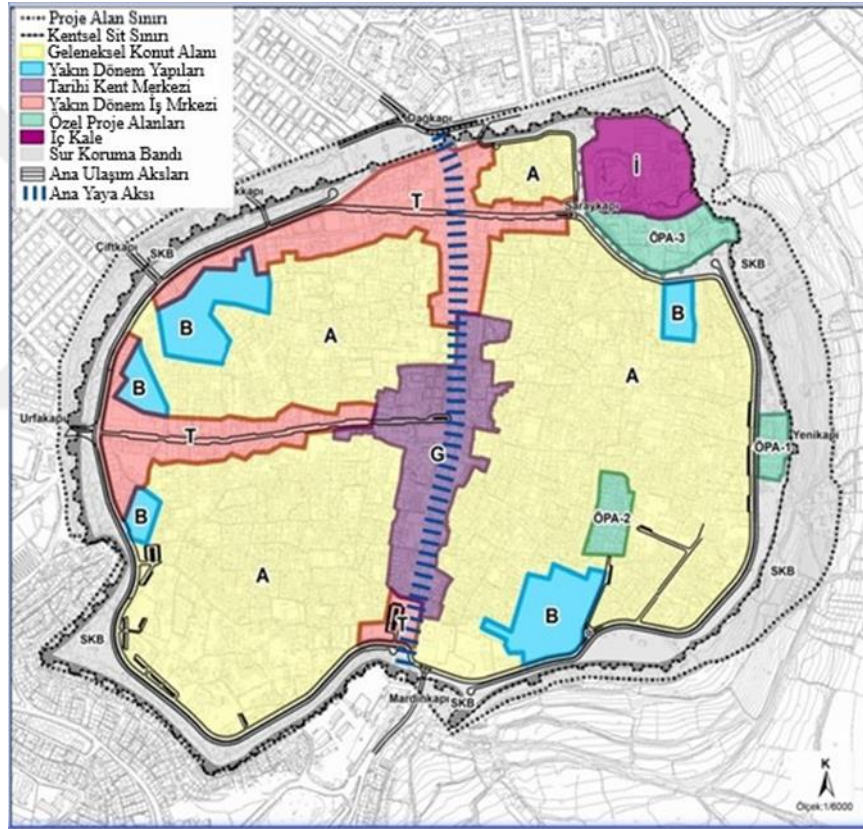 Proje Alan Sınırı
Kentsel Sit Sınırı
Geleneksel Konut Alanı
Yakın Dönem Yapıları
Tarihi Kent Merkezi
Yakın Dönem İş Mrkezi
Özel Proje Alanları
İç Kale
Sur Koruma Bandı
Ana Ulaşım Aksları
Ana Yaya Aksı
Dağkapı
A
İ
T
Saraykapı
ÖPA-3
Çiftkapı
SKB
SKB
B
B
A
A
B
Urfakapı
T
Yenikapı
ÖPA-1
G
B
ÖPA-2
A
SKB
B
T
SKB
Mardinkapı
SKB
K
Ölçek:1/6000